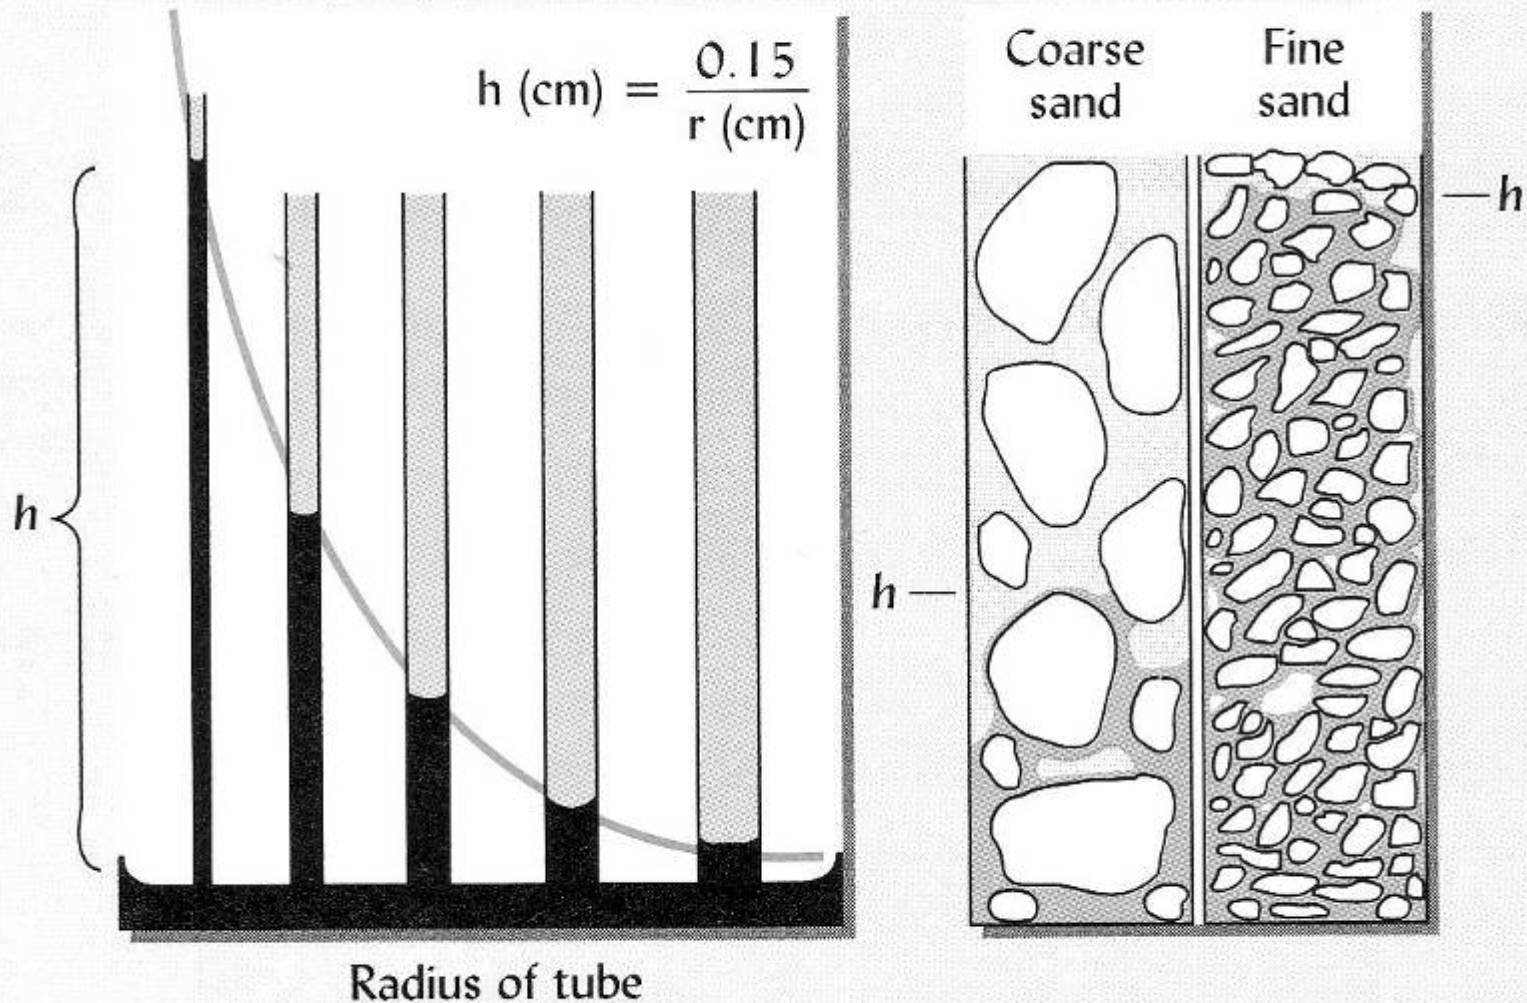 h (cm) = 0.15
r (cm)
Coarse
sand
Fine
sand
h
h
h
Radius of tube